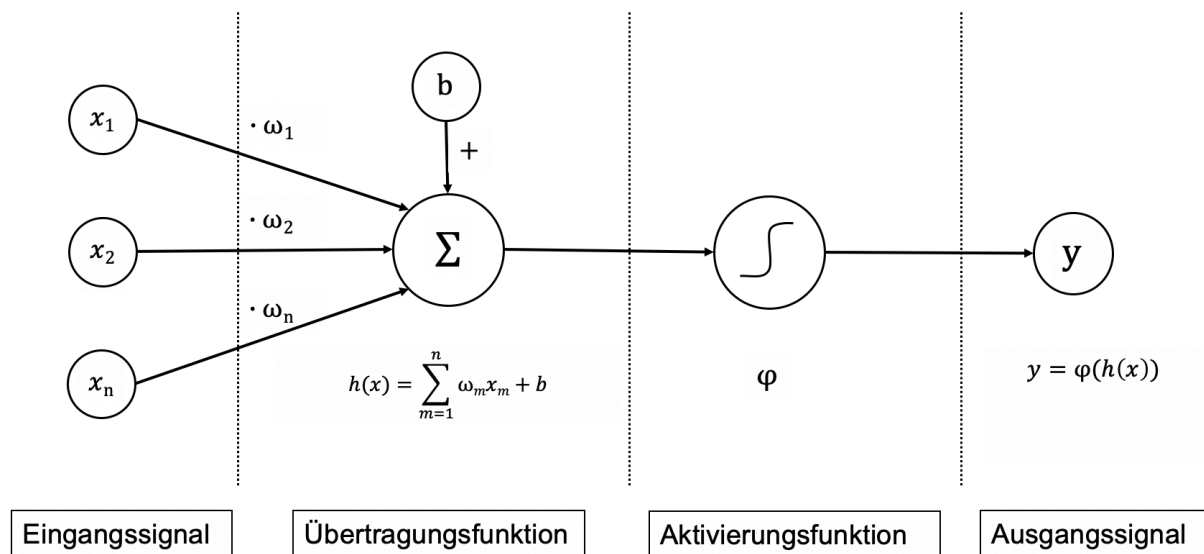 b
x₁
· ω₁
+
· ω₂
x₂
Σ
y
· ωₙ
xₙ
h(x) = ∑ₘ₌₁ⁿ ωₘxₘ + b
φ
y = φ(h(x))
Eingangssignal
Übertragungsfunktion
Aktivierungsfunktion
Ausgangssignal